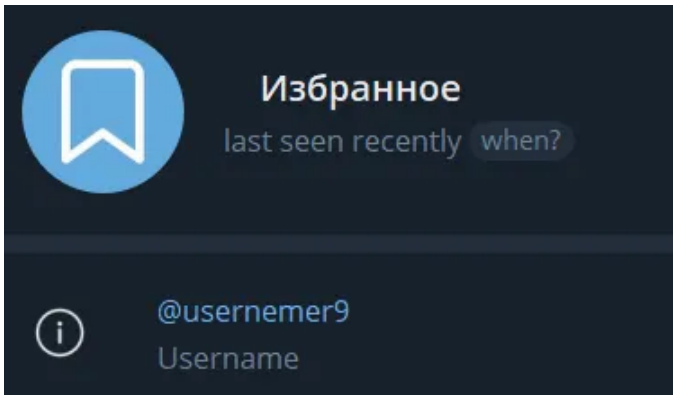 Избранное
last seen recently when?
@usernemer9
Username